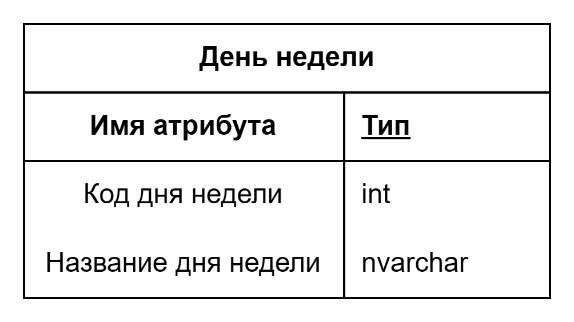 День недели
Имя атрибута Тип
Код дня недели int
Название дня недели nvarchar